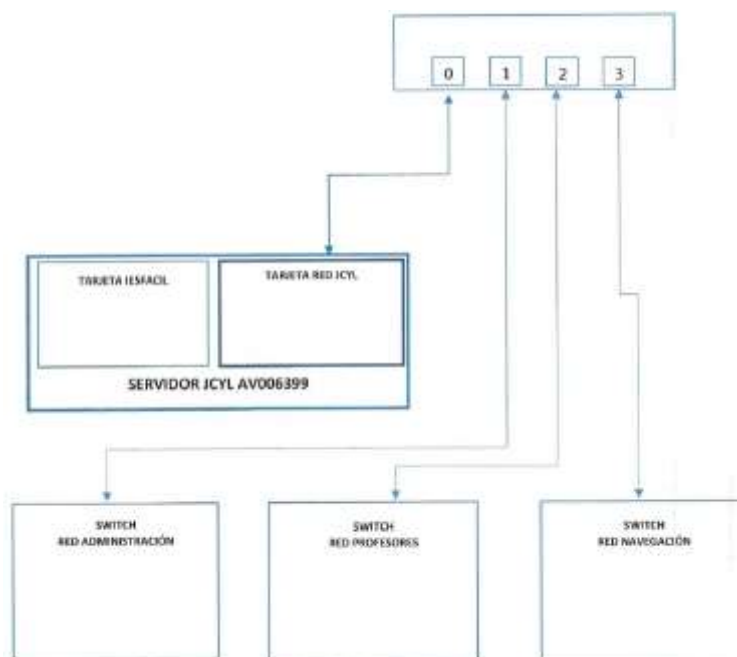 0 1 2 3
TARJETA IESFACIL
TARJETA RED JCYL
SERVIDOR JCYL AV006399
SWITCH
RED ADMINISTRACIÓN
SWITCH
RED PROFESORES
SWITCH
RED NAVEGACIÓN